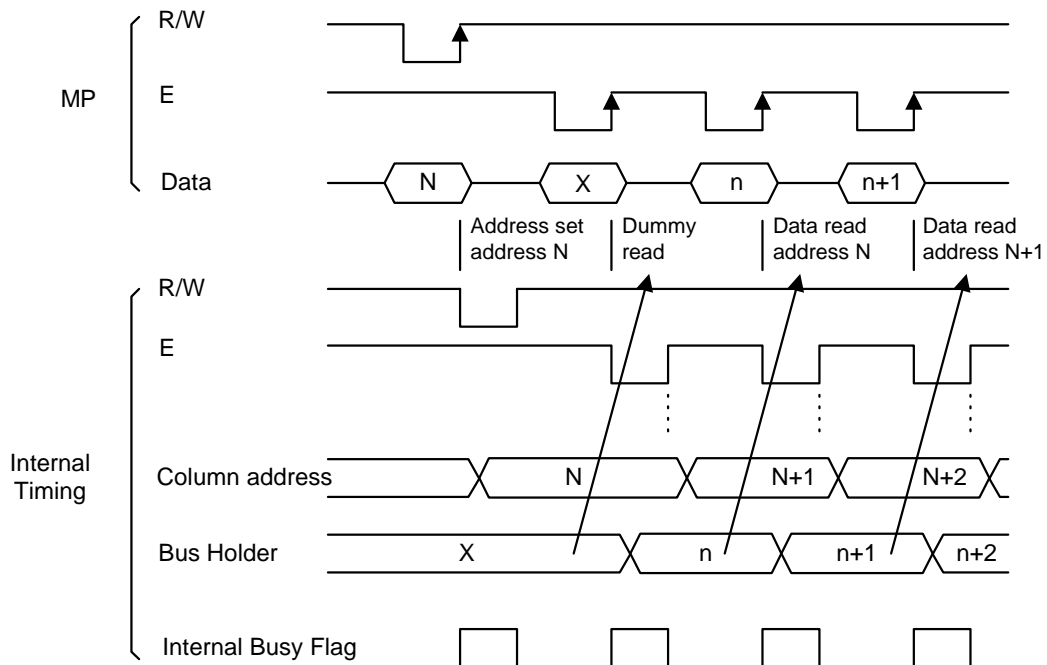 R/W
MP
E
Data
N
X
n
n+1
Address set
address N
Dummy
read
Data read
address N
Data read
address N+1
R/W
E
Internal
Timing
Column address
N
N+1
N+2
Bus Holder
X
n
n+1
n+2
Internal Busy Flag